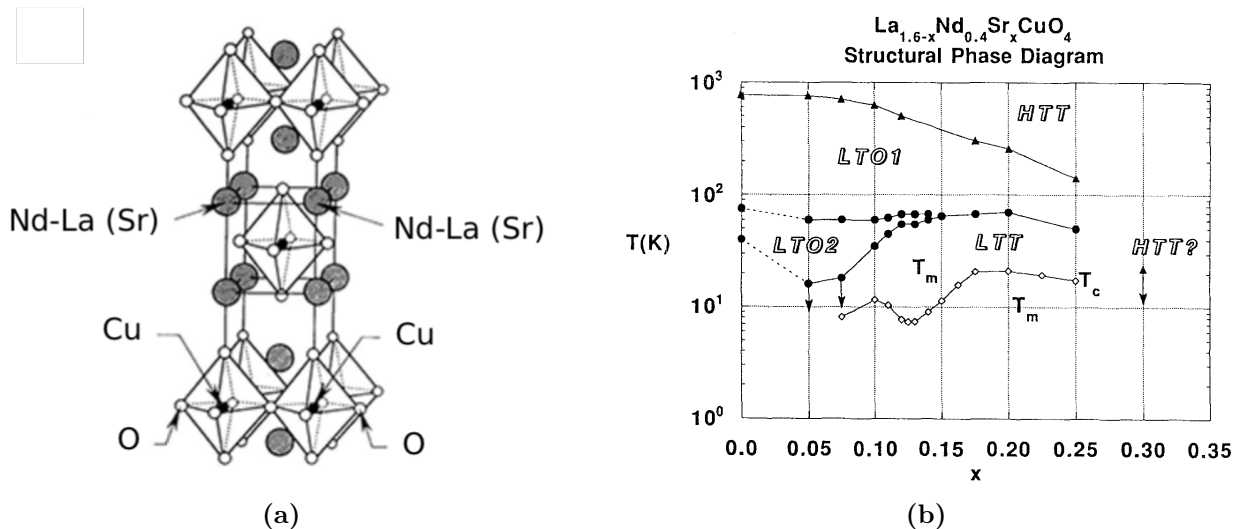 Nd-La (Sr)
Nd-La (Sr)
Cu
Cu
O
O
(a)
La1.6-xNd0.4SrxCuO4
Structural Phase Diagram
10³
HTT
LTO1
10²
T(K)
LTO2
LTT
HTT?
Tm
Tc
Tm
10¹
10⁰
0.0 0.05 0.10 0.15 0.20 0.25 0.30 0.35
x
(b)